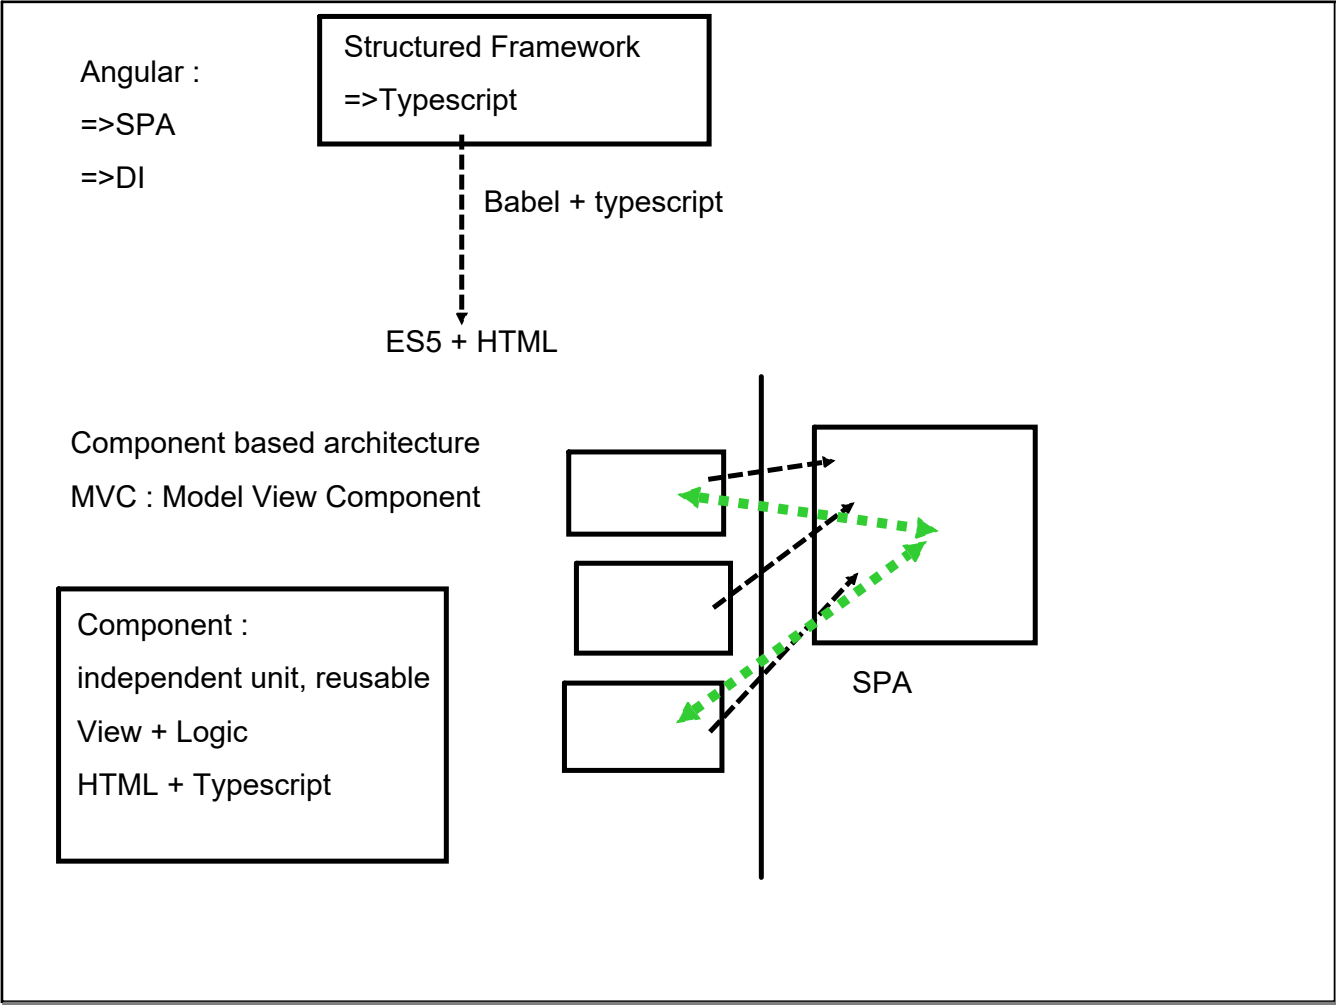 Angular :
=>SPA
=>DI
Structured Framework
=>Typescript
Babel + typescript
ES5 + HTML
Component based architecture
MVC : Model View Component
Component :
independent unit, reusable
View + Logic
HTML + Typescript
SPA